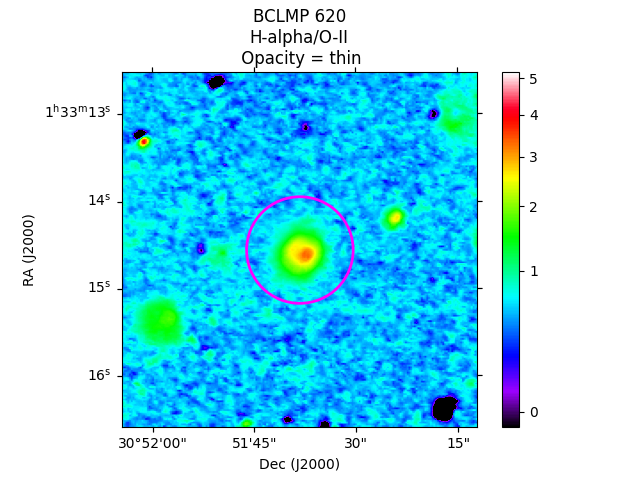 BCLMP 620
H-alpha/O-II
Opacity = thin
1ʰ33ᵐ13ˢ
14ˢ
15ˢ
16ˢ
RA (J2000)
30°52'00"
51'45"
30"
15"
Dec (J2000)
5
4
3
2
1
0